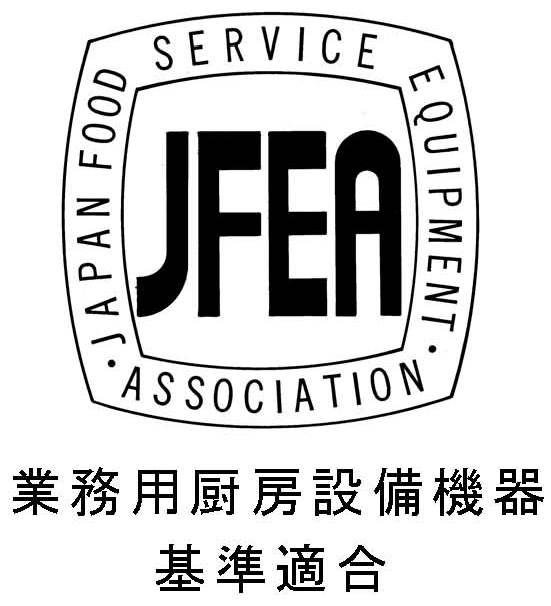 JAPAN FOOD SERVICE EQUIPMENT
・ASSOCIATION・
JFEA
業務用厨房設備機器
基準適合